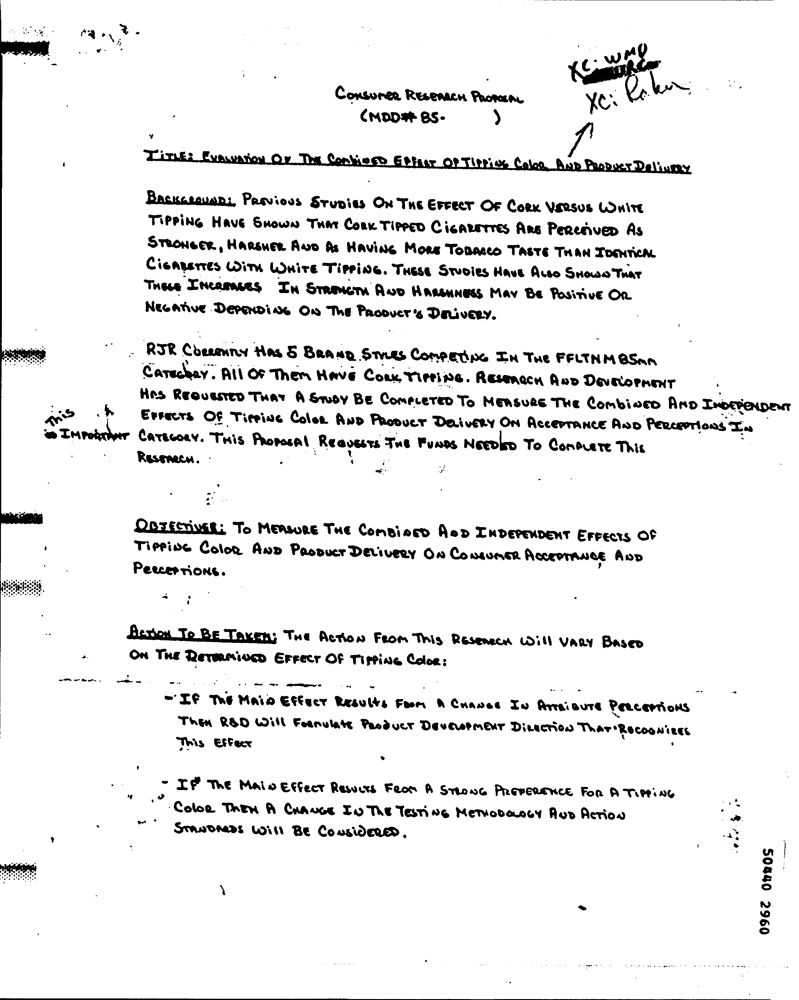 XC: WMD
XC:
CONSUMER RESEARCH PROPOSAL
(MDD# 85-      )
TITLE: EVALUATION OF THE COMBINED EFFECT OF TIPPING COLOR AND PRODUCT DELIVERY
BACKGROUND: PREVIOUS STUDIES ON THE EFFECT OF CORK VERSUS WHITE
TIPPING HAVE SHOWN THAT CORK TIPPED CIGARETTES ARE PERCEIVED AS
STRONGER, HARSHER AND AS HAVING MORE TOBACCO TASTE THAN IDENTICAL
CIGARETTES WITH WHITE TIPPING. THESE STUDIES HAVE ALSO SHOWN THAT
THESE INCREASES IN STRENGTH AND HARSHNESS MAY BE POSITIVE OR
NEGATIVE DEPENDING ON THE PRODUCT'S DELIVERY.
RJR CURRENTLY HAS 5 BRAND STYLES COMPETING IN THE FFLTNM 85MM
CATEGORY. ALL OF THEM HAVE CORK TIPPING. RESEARCH AND DEVELOPMENT
HAS REQUESTED THAT A STUDY BE COMPLETED TO MEASURE THE COMBINED AND INDEPENDENT
EFFECTS OF TIPPING COLOR AND PRODUCT DELIVERY ON ACCEPTANCE AND PERCEPTIONS IN
This
IMPORTANT CATEGORY. THIS PROPOSAL REQUESTS THE FUNDS NEEDED TO COMPLETE THIS
RESEARCH.
OBJECTIVES: TO MEASURE THE COMBINED AND INDEPENDENT EFFECTS OF
TIPPING COLOR AND PRODUCT DELIVERY ON CONSUMER ACCEPTANCE AND
PERCEPTIONS.
ACTION TO BE TAKEN: THE ACTION FROM THIS RESEARCH WILL VARY BASED
ON THE DETERMINED EFFECT OF TIPPING COLOR:
- IF THE MAIN EFFECT RESULTS FROM A CHANGE IN ATTRIBUTE PERCEPTIONS
THEN R&D WILL FORMULATE PRODUCT DEVELOPMENT DIRECTION THAT RECOGNIZES
THIS EFFECT
- IF THE MAIN EFFECT RESULTS FROM A STRONG PREFERENCE FOR A TIPPING
COLOR THEN A CHANGE IN THE TESTING METHODOLOGY AND ACTION
STANDARDS WILL BE CONSIDERED.
50440 2960